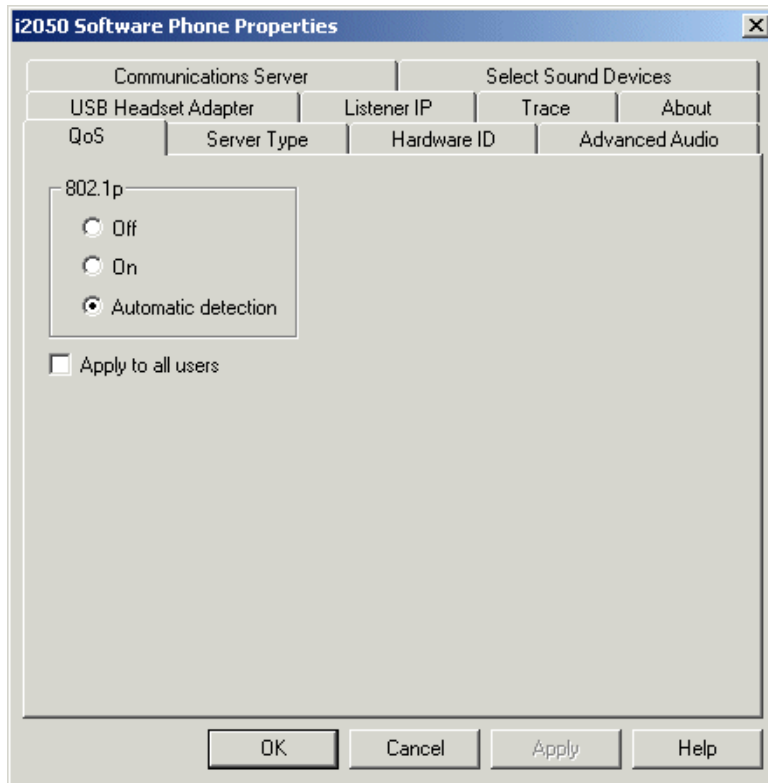 i2050 Software Phone Properties
Communications Server Select Sound Devices
USB Headset Adapter Listener IP Trace About
QoS Server Type Hardware ID Advanced Audio
802.1p
Off
On
Automatic detection
Apply to all users
OK Cancel Apply Help